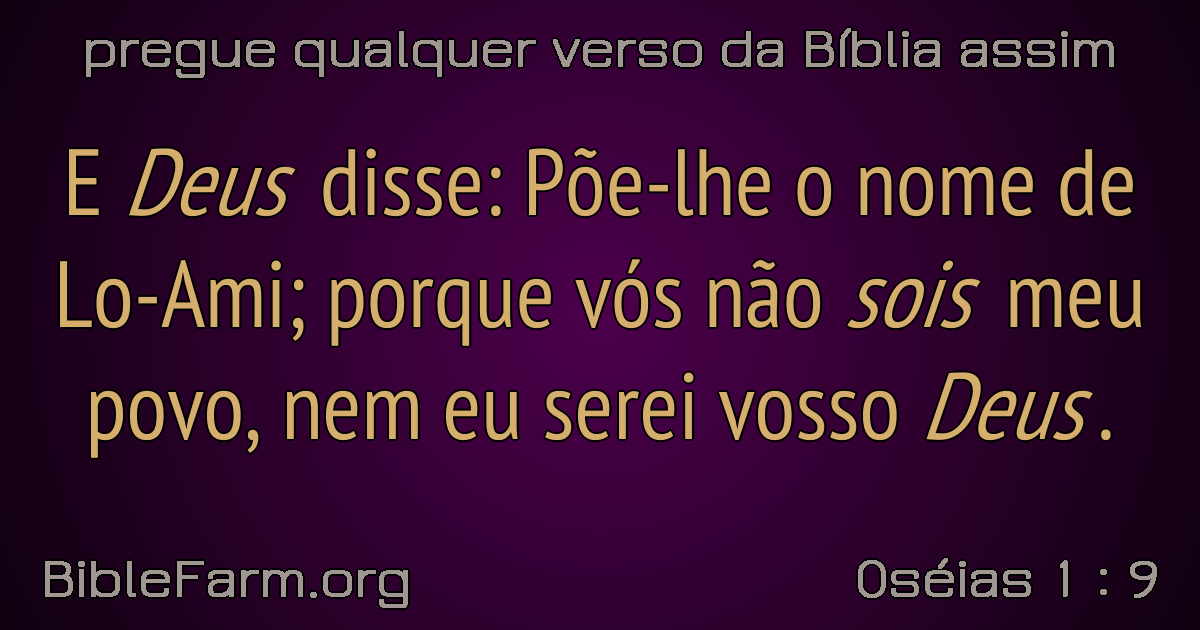 pregue qualquer verso da Bíblia assim
E Deus disse: Põe-lhe o nome de
Lo-Ami; porque vós não sois meu
povo, nem eu serei vosso Deus.
BibleFarm.org
Oséias 1 : 9